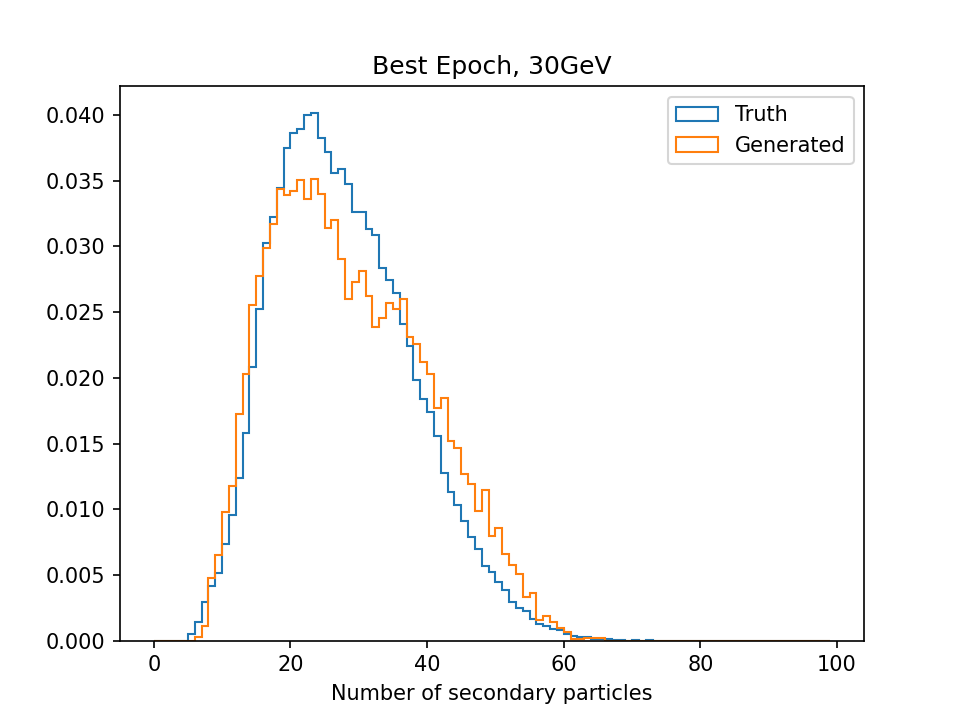 Best Epoch, 30GeV
Truth
Generated
0.040
0.035
0.030
0.025
0.020
0.015
0.010
0.005
0.000
0 20 40 60 80 100
Number of secondary particles